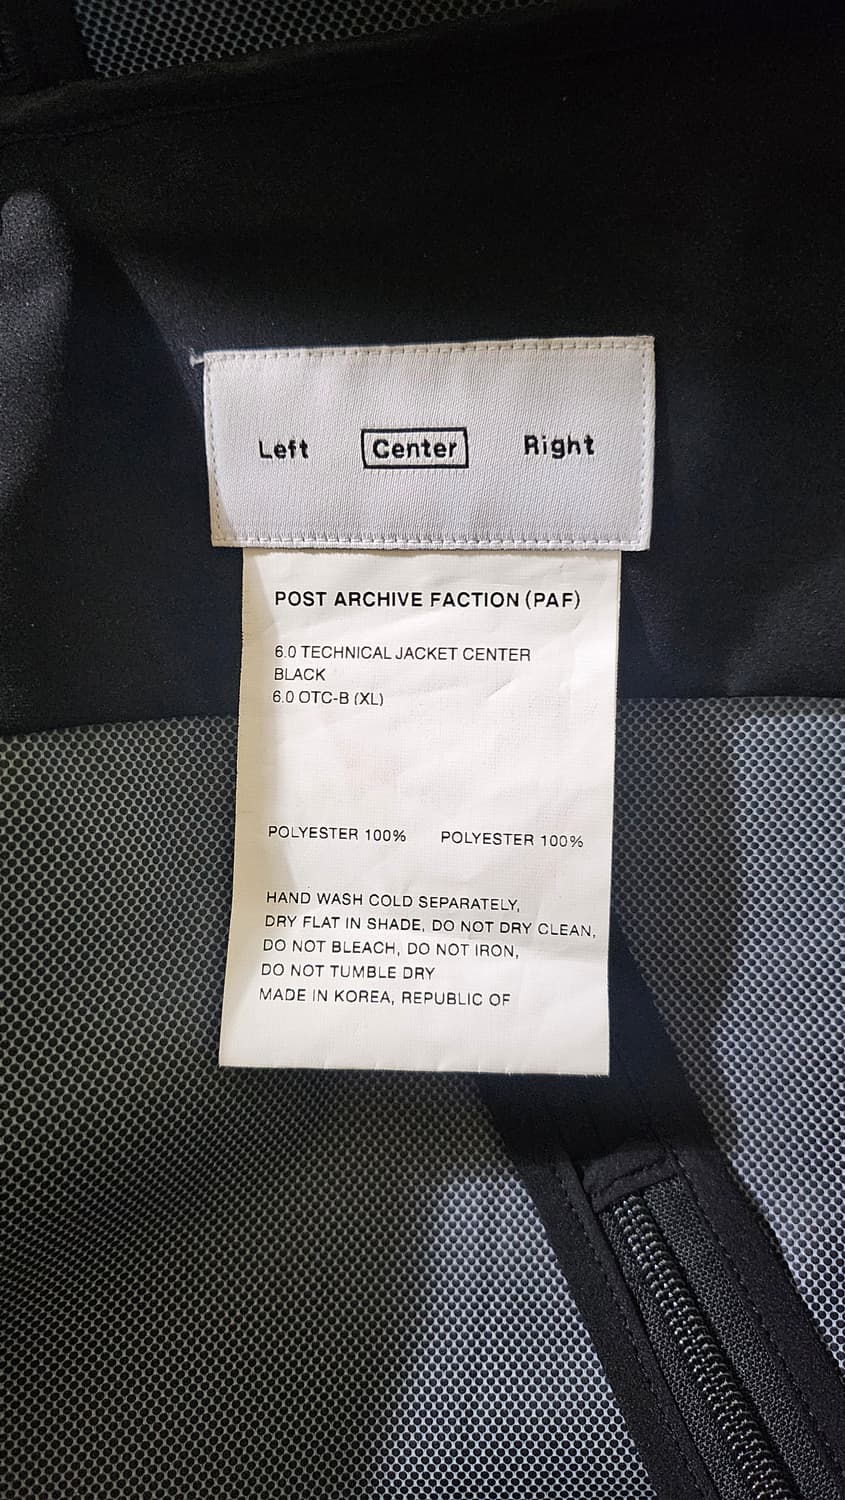 Left Center Right
POST ARCHIVE FACTION (PAF)
6.0 TECHNICAL JACKET CENTER
BLACK
6.0 OTC-B (XL)
POLYESTER 100% POLYESTER 100%
HAND WASH COLD SEPARATELY,
DRY FLAT IN SHADE, DO NOT DRY CLEAN,
DO NOT BLEACH, DO NOT IRON,
DO NOT TUMBLE DRY
MADE IN KOREA, REPUBLIC OF